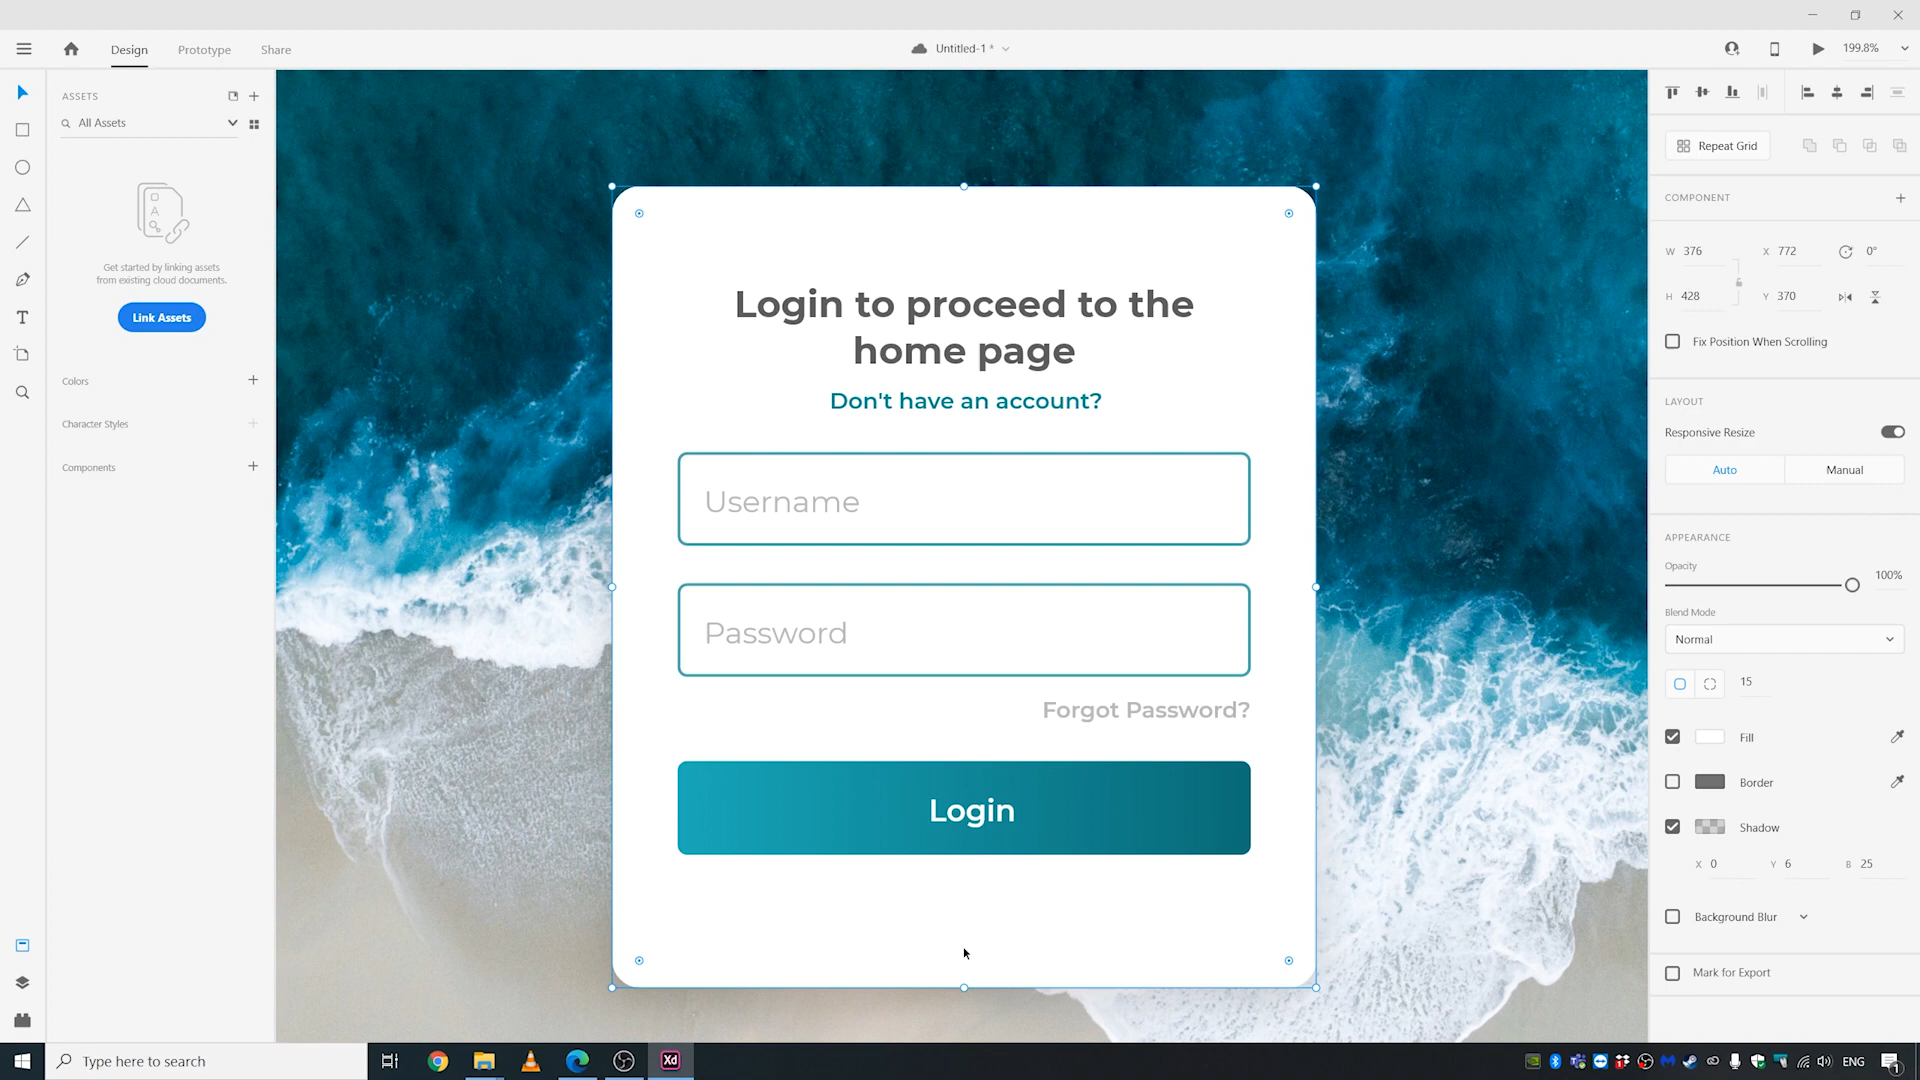 Design
Prototype
Share
Untitled-1 *
199.8%
ASSETS
All Assets
Get started by linking assets
from existing cloud documents.
Link Assets
Colors
Character Styles
Components
Login to proceed to the
home page
Don't have an account?
Username
Password
Forgot Password?
Login
Repeat Grid
COMPONENT
W 376 X 772 0°
H 428 Y 370
Fix Position When Scrolling
LAYOUT
Responsive Resize
Auto Manual
APPEARANCE
Opacity
100%
Blend Mode
Normal
15
Fill
Border
Shadow
X 0 Y 6 B 25
Background Blur
Mark for Export
Type here to search
Xd
ENG
1